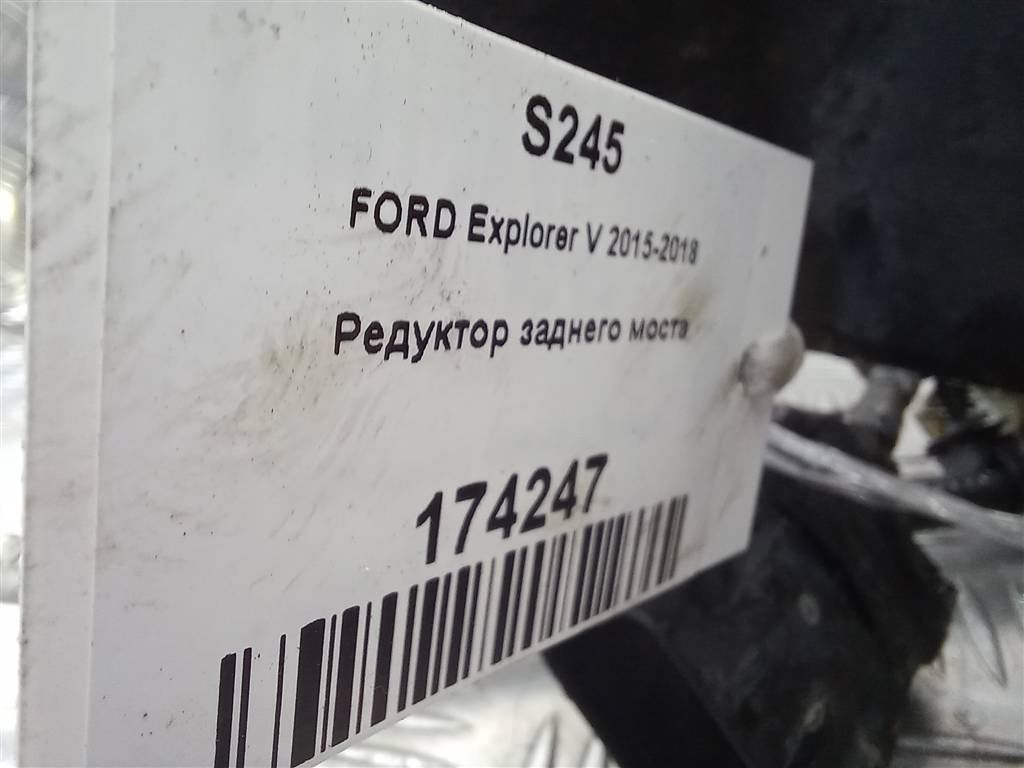 S245
FORD Explorer V 2015-2018
Редуктор заднего моста
174247